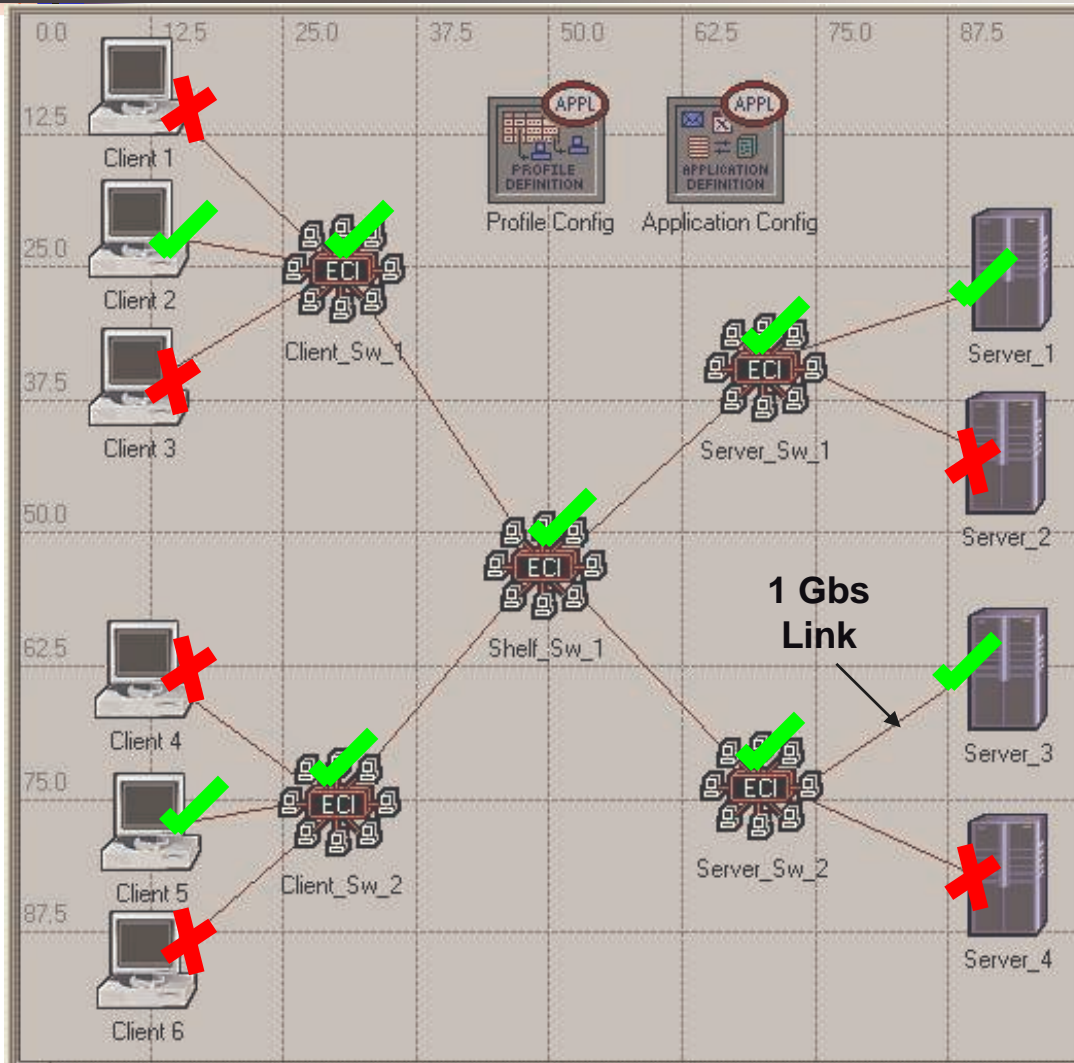 0.0 12.5 25.0 37.5 50.0 62.5 75.0 87.5
12.5
25.0
37.5
50.0
62.5
75.0
87.5
Client 1
Client 2
Client 3
Client 4
Client 5
Client 6
ECI
Client_Sw_1
ECI
Client_Sw_2
ECI
Shelf_Sw_1
APPL
PROFILE
DEFINITION
Profile Config
APPL
APPLICATION
DEFINITION
Application Config
ECI
Server_Sw_1
ECI
Server_Sw_2
1 Gbs
Link
Server_1
Server_2
Server_3
Server_4